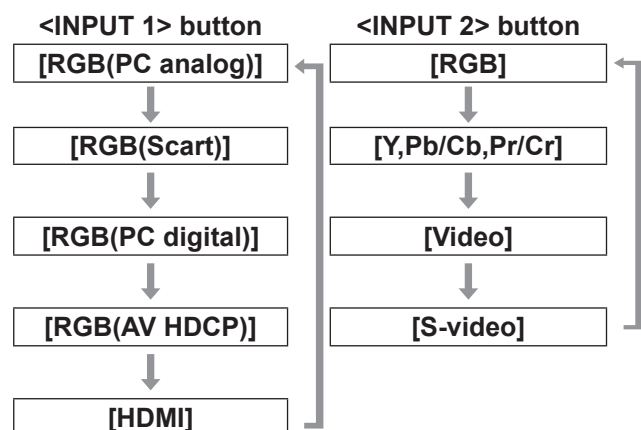 <INPUT 1> button
[RGB(PC analog)]
[RGB(Scart)]
[RGB(PC digital)]
[RGB(AV HDCP)]
[HDMI]
<INPUT 2> button
[RGB]
[Y,Pb/Cb,Pr/Cr]
[Video]
[S-video]